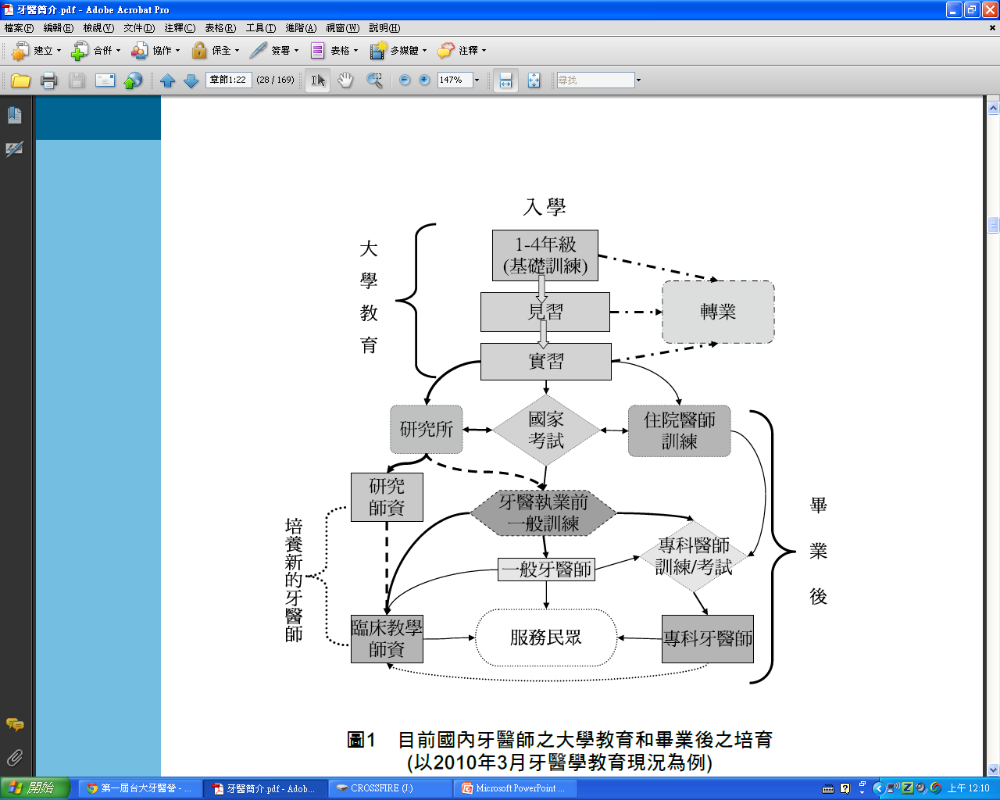 牙醫簡介.pdf - Adobe Acrobat Pro
檔案(F) 編輯(E) 檢視(V) 文件(D) 注釋(C) 表格(R) 工具(T) 進階(A) 視窗(W) 說明(H)
建立 合併 協作 保全 簽署 表格 多媒體 注釋
章節1:22 (28 / 169) 147% 尋找
入學
大學教育
1-4年級
(基礎訓練)
見習
轉業
實習
研究所
國家
考試
住院醫師
訓練
研究
師資
牙醫執業前
一般訓練
畢業後
培養新的牙醫師
專科醫師
訓練/考試
一般牙醫師
臨床教學
師資
服務民眾
專科牙醫師
圖1 目前國內牙醫師之大學教育和畢業後之培育
(以2010年3月牙醫學教育現況為例)
開始
第一屆台大牙醫營 - ...
牙醫簡介.pdf - Adob...
CROSSFIRE (J:)
Microsoft PowerPoint ...
上午 12:10